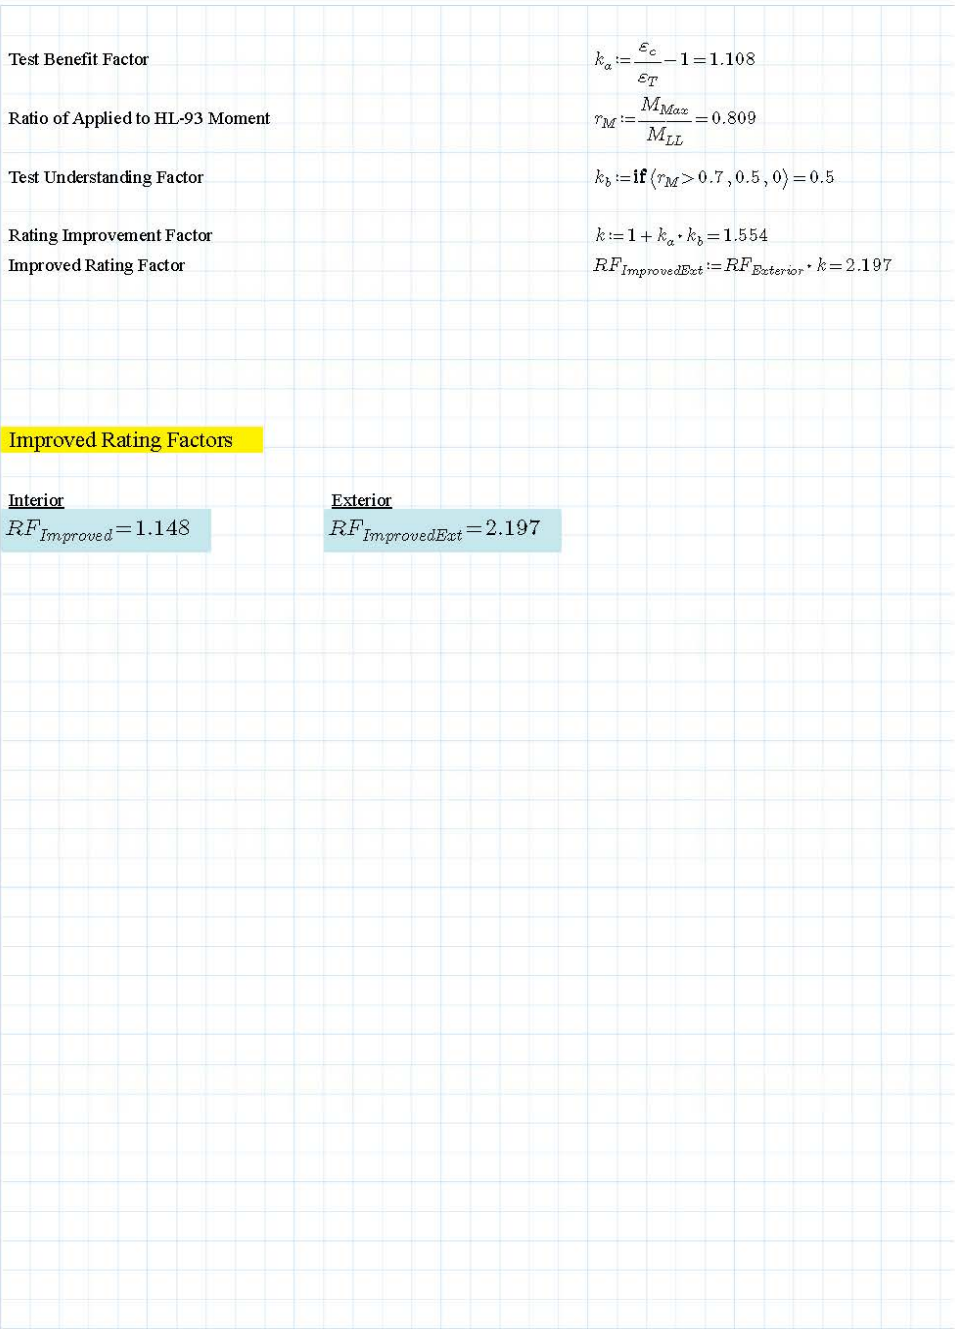 Test Benefit Factor k_a := ε_c / ε_T − 1 = 1.108
Ratio of Applied to HL-93 Moment r_M := M_Max / M_LL = 0.809
Test Understanding Factor k_b := if (r_M > 0.7 , 0.5 , 0) = 0.5
Rating Improvement Factor k := 1 + k_a · k_b = 1.554
Improved Rating Factor RF_ImprovedExt := RF_Exterior · k = 2.197
Improved Rating Factors
Interior Exterior
RF_Improved = 1.148 RF_ImprovedExt = 2.197